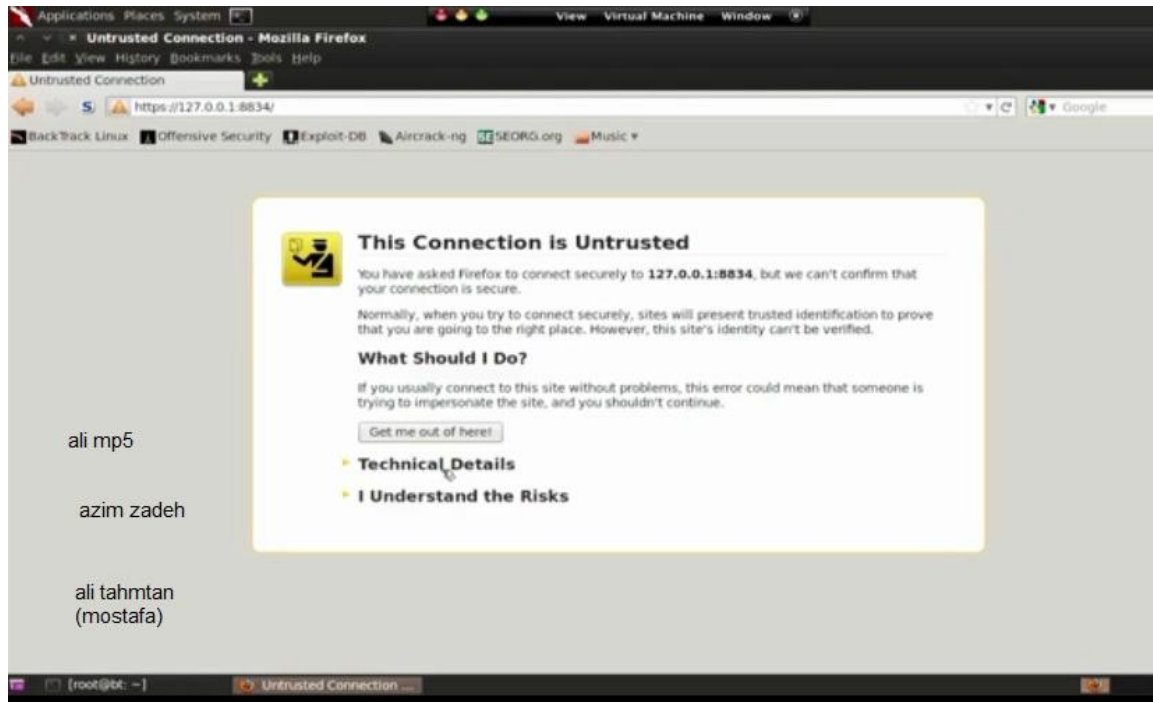 Applications Places System
View Virtual Machine Window
Untrusted Connection - Mozilla Firefox
File Edit View History Bookmarks Tools Help
Untrusted Connection
S https://127.0.0.1:8834/ Google
BackTrack Linux Offensive Security Exploit-DB Aircrack-ng SEORG.org Music
This Connection is Untrusted
You have asked Firefox to connect securely to 127.0.0.1:8834, but we can't confirm that
your connection is secure.
Normally, when you try to connect securely, sites will present trusted identification to prove
that you are going to the right place. However, this site's identity can't be verified.
What Should I Do?
If you usually connect to this site without problems, this error could mean that someone is
trying to impersonate the site, and you shouldn't continue.
Get me out of here!
Technical Details
I Understand the Risks
ali mp5
azim zadeh
ali tahmtan
(mostafa)
[root@bt: ~] Untrusted Connection ...